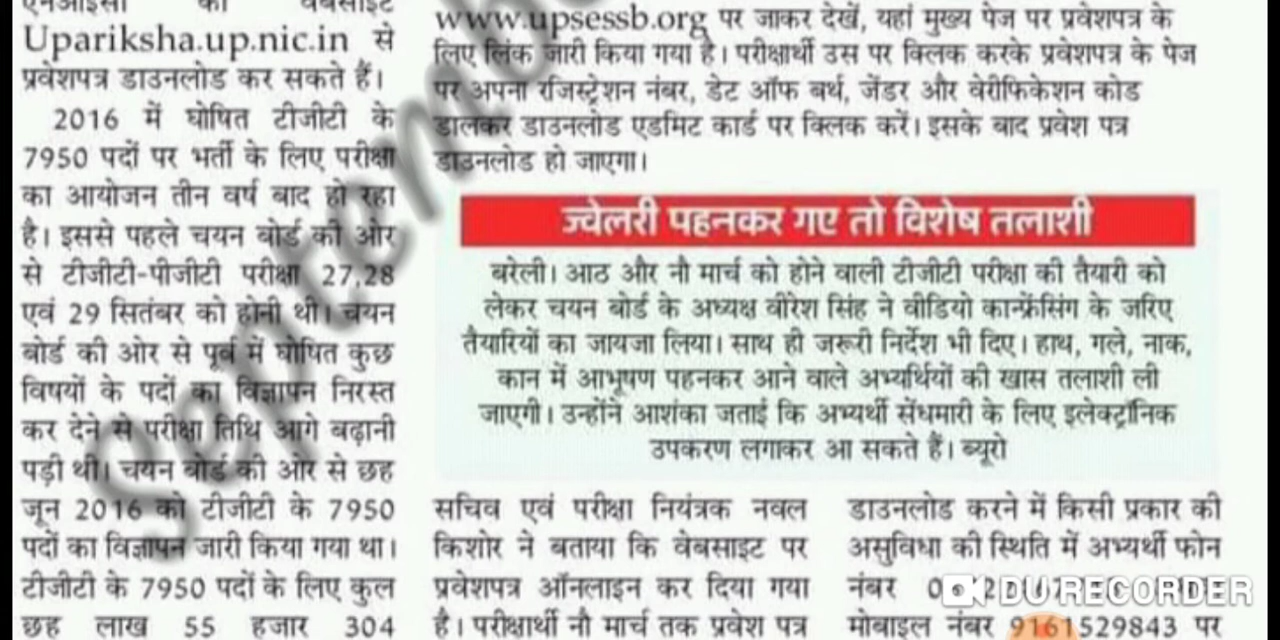 एनआईसी की वेबसाइट
Upariksha.up.nic.in से
प्रवेशपत्र डाउनलोड कर सकते हैं।
2016 में घोषित टीजीटी के
7950 पदों पर भर्ती के लिए परीक्षा
का आयोजन तीन वर्ष बाद हो रहा
है। इससे पहले चयन बोर्ड की ओर
से टीजीटी-पीजीटी परीक्षा 27,28
एवं 29 सितंबर को होनी थी। चयन
बोर्ड की ओर से पूर्व में घोषित कुछ
विषयों के पदों का विज्ञापन निरस्त
कर देने से परीक्षा तिथि आगे बढ़ानी
पड़ी थी। चयन बोर्ड की ओर से छह
जून 2016 को टीजीटी के 7950
पदों का विज्ञापन जारी किया गया था।
टीजीटी के 7950 पदों के लिए कुल
छह लाख 55 हजार 304
www.upsessb.org पर जाकर देखें, यहां मुख्य पेज पर प्रवेशपत्र के
लिए लिंक जारी किया गया है। परीक्षार्थी उस पर क्लिक करके प्रवेशपत्र के पेज
पर अपना रजिस्ट्रेशन नंबर, डेट ऑफ बर्थ, जेंडर और वेरीफिकेशन कोड
डालकर डाउनलोड एडमिट कार्ड पर क्लिक करें। इसके बाद प्रवेश पत्र
डाउनलोड हो जाएगा।
ज्वेलरी पहनकर गए तो विशेष तलाशी
बरेली। आठ और नौ मार्च को होने वाली टीजीटी परीक्षा की तैयारी को
लेकर चयन बोर्ड के अध्यक्ष वीरेश सिंह ने वीडियो कान्फ्रेंसिंग के जरिए
तैयारियों का जायजा लिया। साथ ही जरूरी निर्देश भी दिए। हाथ, गले, नाक,
कान में आभूषण पहनकर आने वाले अभ्यर्थियों की खास तलाशी ली
जाएगी। उन्होंने आशंका जताई कि अभ्यर्थी सेंधमारी के लिए इलेक्ट्रॉनिक
उपकरण लगाकर आ सकते हैं। ब्यूरो
सचिव एवं परीक्षा नियंत्रक नवल
किशोर ने बताया कि वेबसाइट पर
प्रवेशपत्र ऑनलाइन कर दिया गया
है। परीक्षार्थी नौ मार्च तक प्रवेश पत्र
डाउनलोड करने में किसी प्रकार की
असुविधा की स्थिति में अभ्यर्थी फोन
नंबर
मोबाइल नंबर 9161529843 पर
DU RECORDER